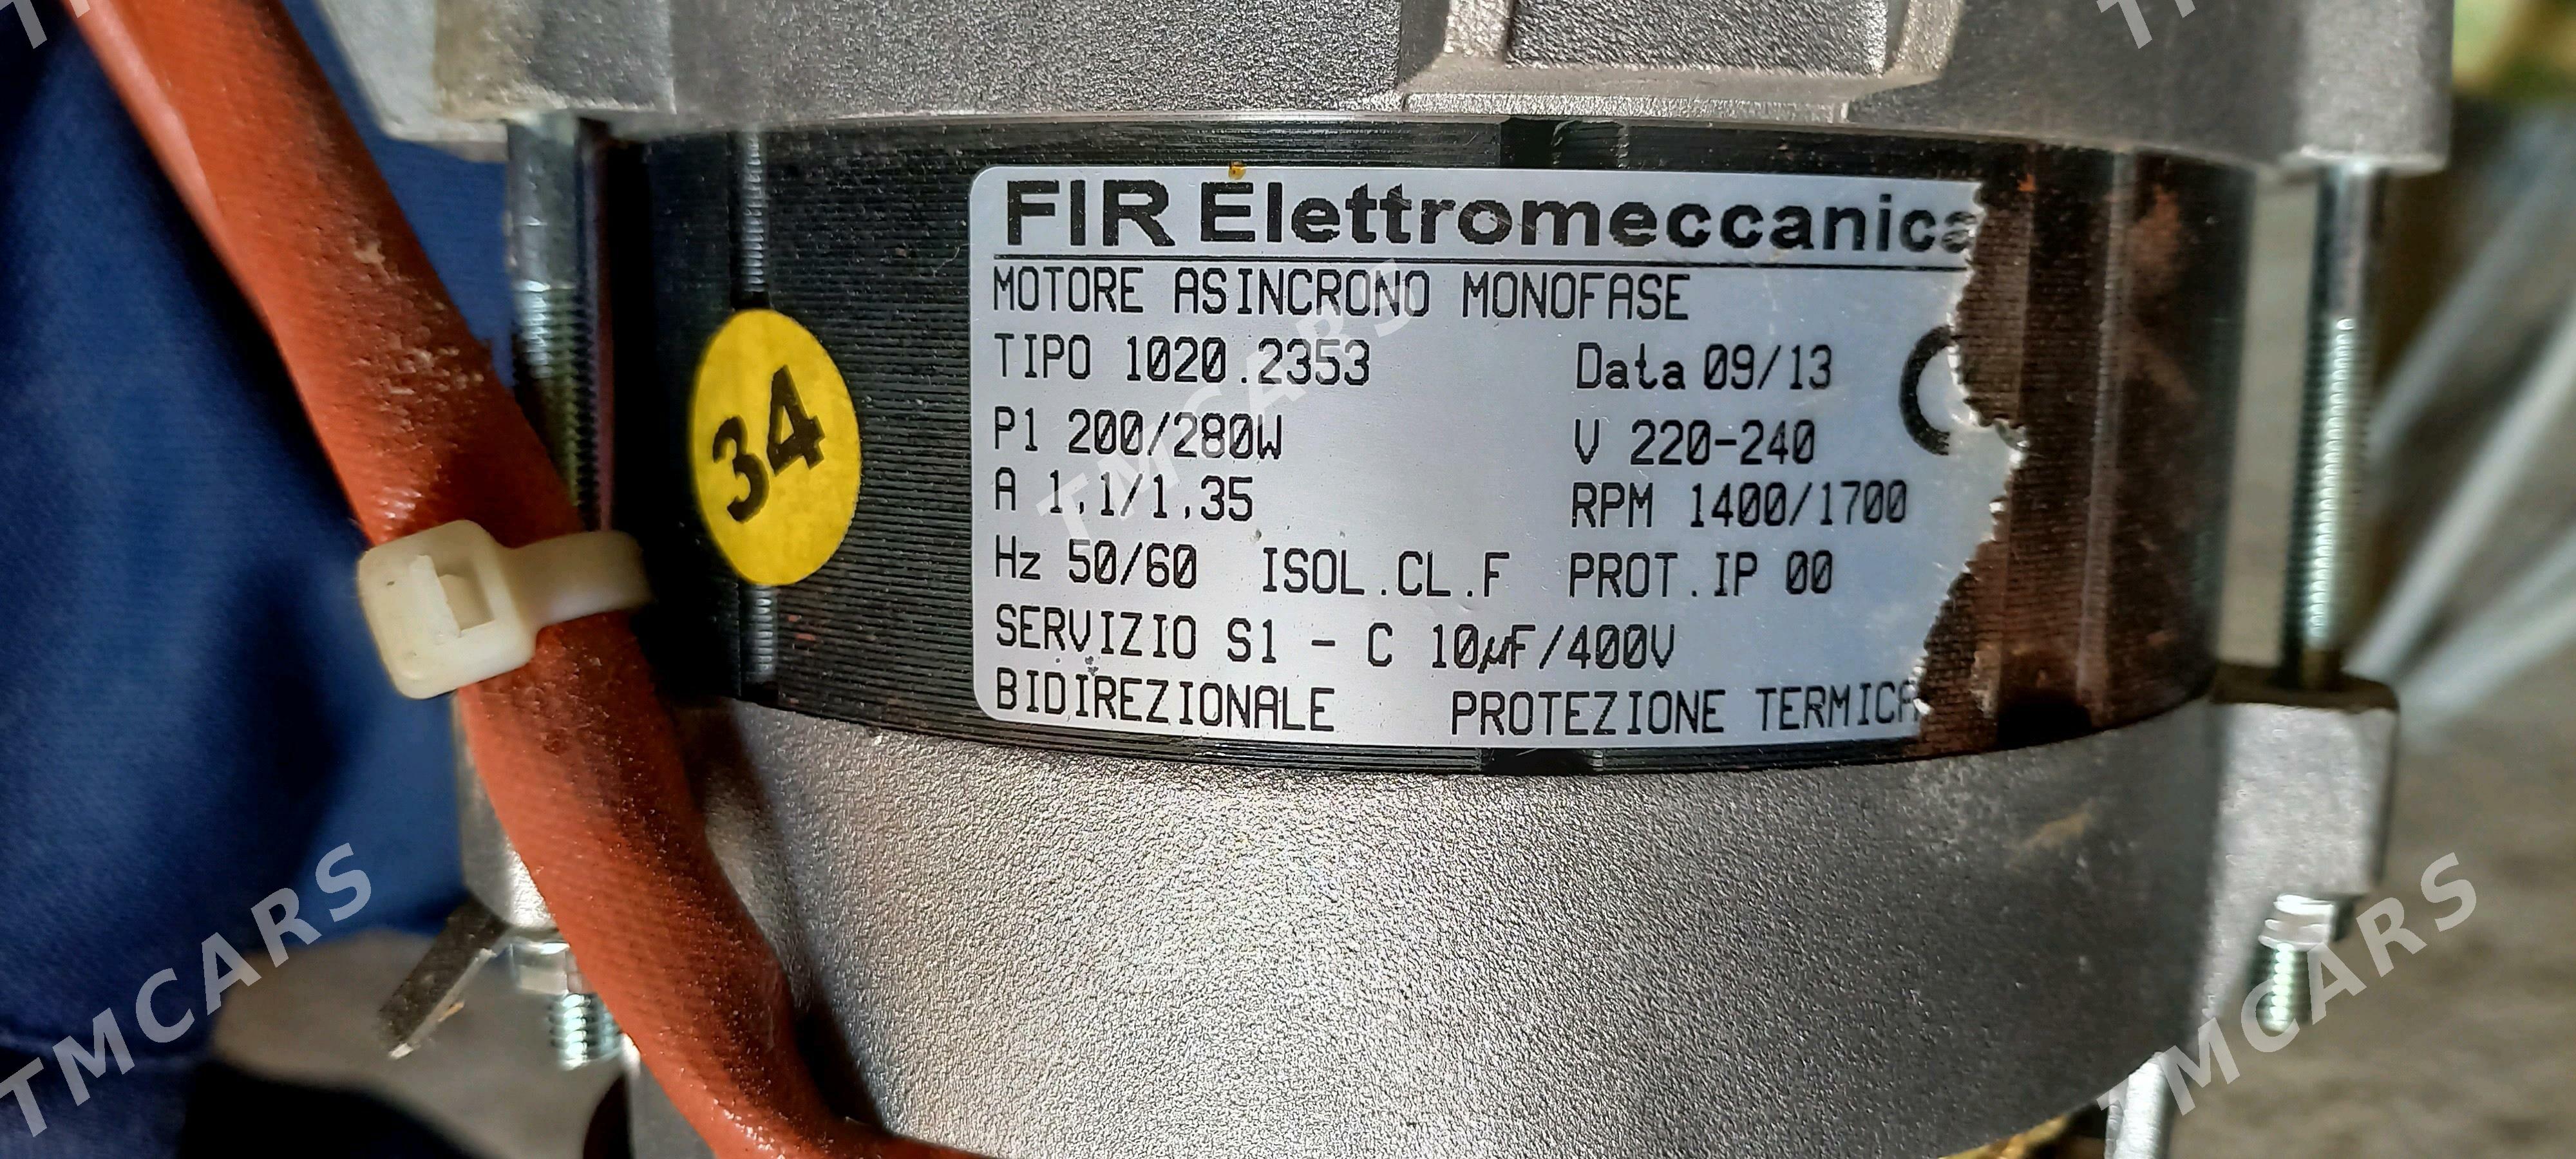 FIR Elettromeccanica
MOTORE ASINCRONO MONOFASE
TIPO 1020.2353 Data 09/13
P1 200/280W V 220-240
A 1,1/1,35 RPM 1400/1700
Hz 50/60 ISOL.CL.F PROT.IP 00
SERVIZIO S1 - C 10µF/400V
BIDIREZIONALE PROTEZIONE TERMICA
34
TMCARS
TMCARS
TMCARS